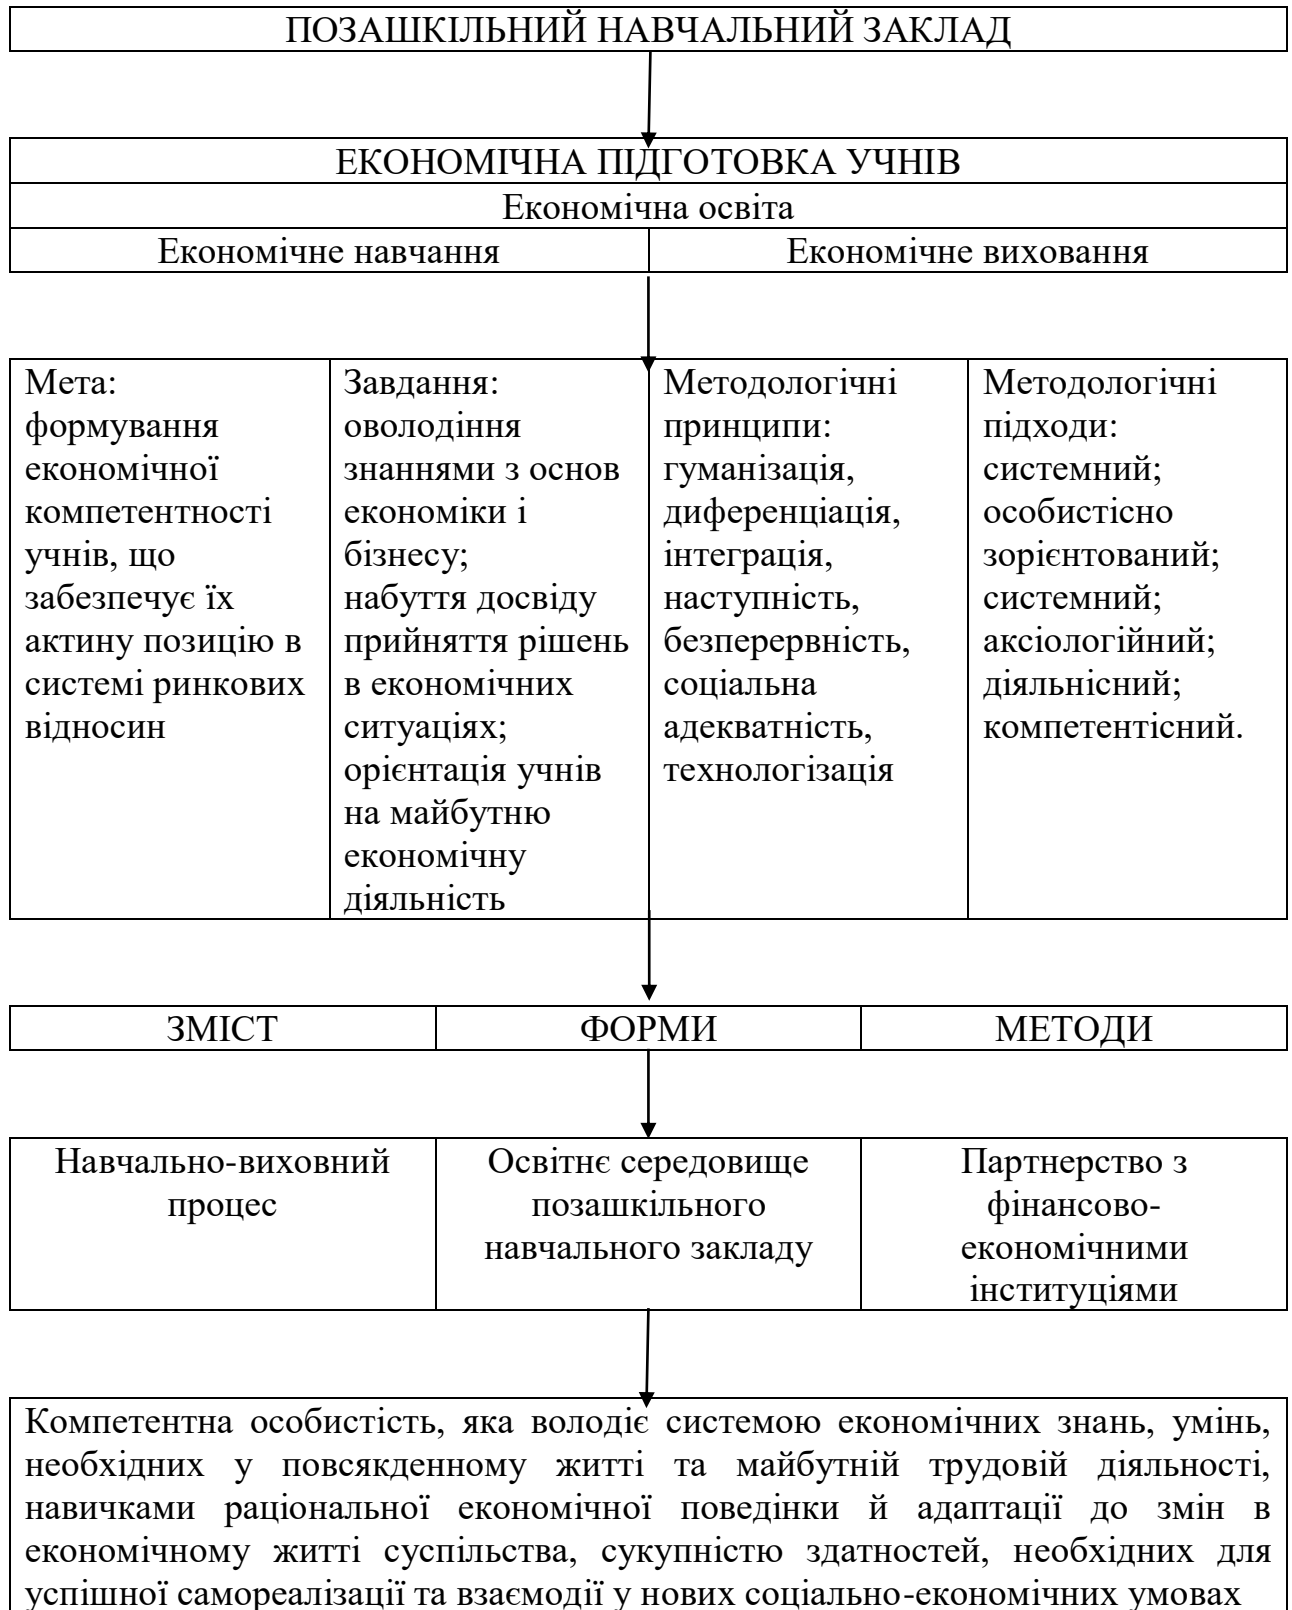 ПОЗАШКІЛЬНИЙ НАВЧАЛЬНИЙ ЗАКЛАД
ЕКОНОМІЧНА ПІДГОТОВКА УЧНІВ
Економічна освіта
Економічне навчання
Економічне виховання
Мета:
формування
економічної
компетентності
учнів, що
забезпечує їх
актину позицію в
системі ринкових
відносин
Завдання:
оволодіння
знаннями з основ
економіки і
бізнесу;
набуття досвіду
прийняття рішень
в економічних
ситуаціях;
орієнтація учнів
на майбутню
економічну
діяльність
Методологічні
принципи:
гуманізація,
диференціація,
інтеграція,
наступність,
безперервність,
соціальна
адекватність,
технологізація
Методологічні
підходи:
системний;
особистісно
зорієнтований;
системний;
аксіологійний;
діяльнісний;
компетентісний.
ЗМІСТ
ФОРМИ
МЕТОДИ
Навчально-виховний
процес
Освітнє середовище
позашкільного
навчального закладу
Партнерство з
фінансово-
економічними
інституціями
Компетентна особистість, яка володіє системою економічних знань, умінь,
необхідних у повсякденному житті та майбутній трудовій діяльності,
навичками раціональної економічної поведінки й адаптації до змін в
економічному житті суспільства, сукупністю здатностей, необхідних для
успішної самореалізації та взаємодії у нових соціально-економічних умовах